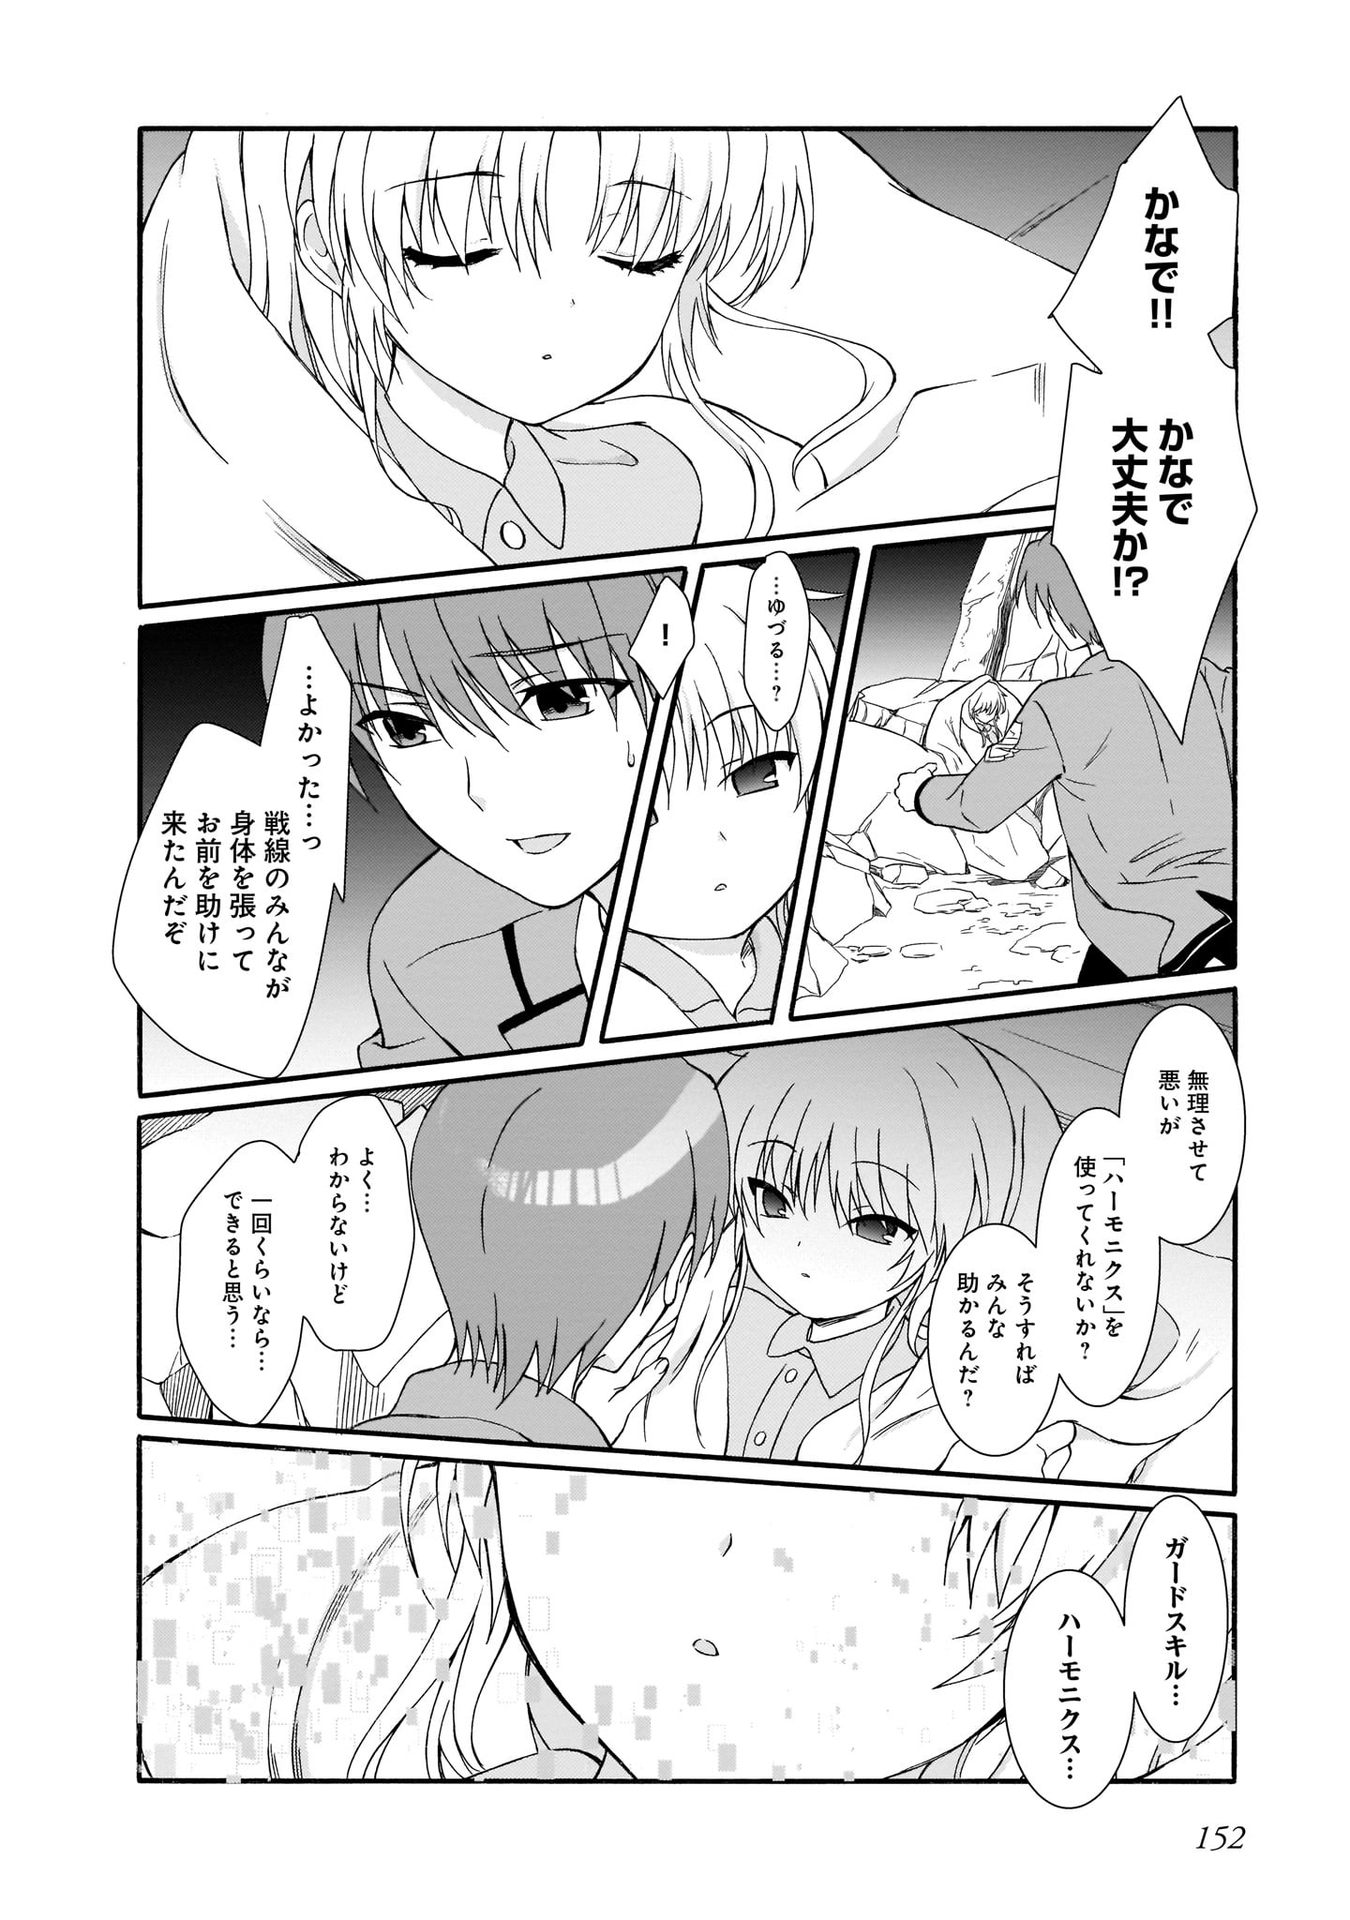 かなで!!
かなで
大丈夫か!?
…ゆづる…?
!
…よかった…っ
戦線のみんなが
身体を張って
お前を助けに
来たんだぞ
無理させて
悪いが
「ハーモニクス」を
使ってくれないか?
そうすれば
みんな
助かるんだ?
よく…
わからないけど
一回くらいなら…
できると思う…
ガードスキル…
ハーモニクス…
152